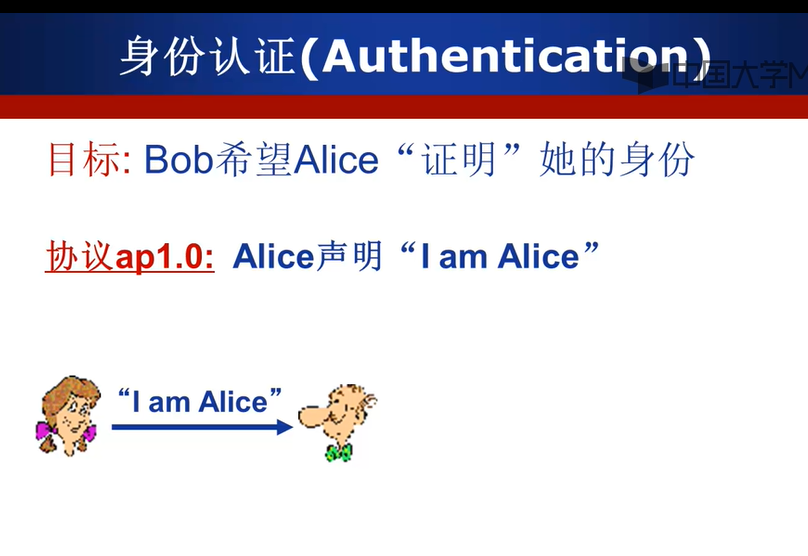 身份认证(Authentication)
中国大学M
目标: Bob希望Alice“证明”她的身份
协议ap1.0: Alice声明“I am Alice”
“I am Alice”